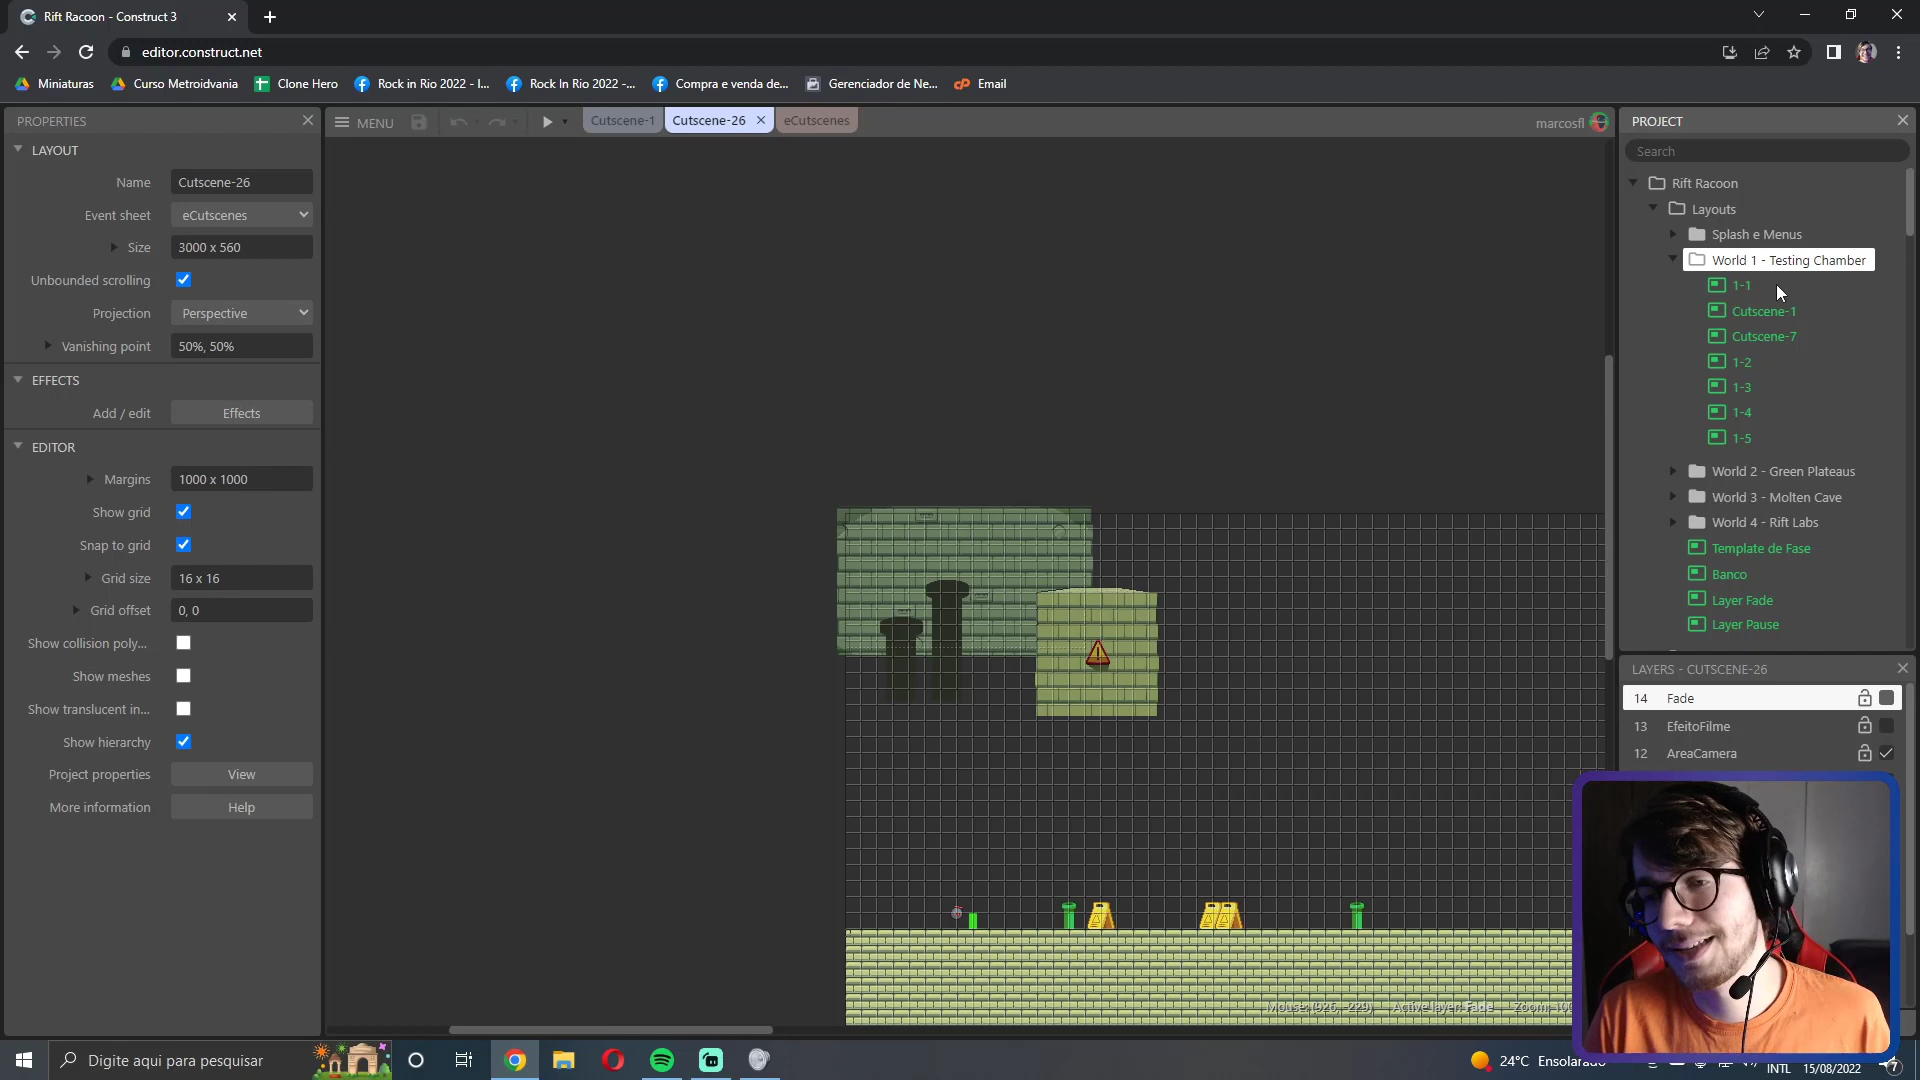 Rift Racoon - Construct 3
editor.construct.net
Miniaturas
Curso Metroidvania
Clone Hero
Rock in Rio 2022 - I...
Rock In Rio 2022 -...
Compra e venda de...
Gerenciador de Ne...
Email
PROPERTIES
LAYOUT
Name
Cutscene-26
Event sheet
eCutscenes
Size
3000 x 560
Unbounded scrolling
Projection
Perspective
Vanishing point
50%, 50%
EFFECTS
Add / edit
Effects
EDITOR
Margins
1000 x 1000
Show grid
Snap to grid
Grid size
16 x 16
Grid offset
0, 0
Show collision poly...
Show meshes
Show translucent in...
Show hierarchy
Project properties
View
More information
Help
MENU
Cutscene-1
Cutscene-26
eCutscenes
marcosfl
Mouse: (926, -229)
Active layer: Fade
PROJECT
Search
Rift Racoon
Layouts
Splash e Menus
World 1 - Testing Chamber
1-1
Cutscene-1
Cutscene-7
1-2
1-3
1-4
1-5
World 2 - Green Plateaus
World 3 - Molten Cave
World 4 - Rift Labs
Template de Fase
Banco
Layer Fade
Layer Pause
LAYERS - CUTSCENE-26
14 Fade
13 EfeitoFilme
12 AreaCamera
Digite aqui para pesquisar
24°C Ensolarado
INTL
15/08/2022
7